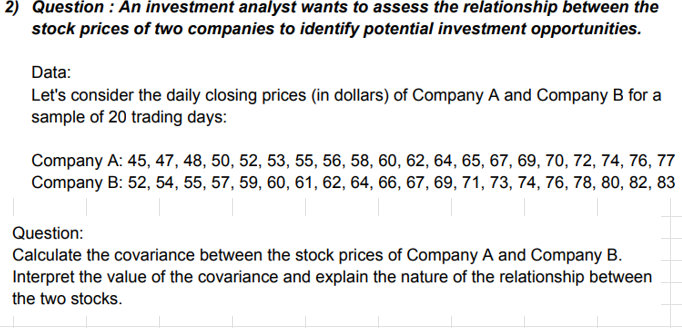 2) Question : An investment analyst wants to assess the relationship between the
stock prices of two companies to identify potential investment opportunities.
Data:
Let's consider the daily closing prices (in dollars) of Company A and Company B for a
sample of 20 trading days:
Company A: 45, 47, 48, 50, 52, 53, 55, 56, 58, 60, 62, 64, 65, 67, 69, 70, 72, 74, 76, 77
Company B: 52, 54, 55, 57, 59, 60, 61, 62, 64, 66, 67, 69, 71, 73, 74, 76, 78, 80, 82, 83
Question:
Calculate the covariance between the stock prices of Company A and Company B.
Interpret the value of the covariance and explain the nature of the relationship between
the two stocks.